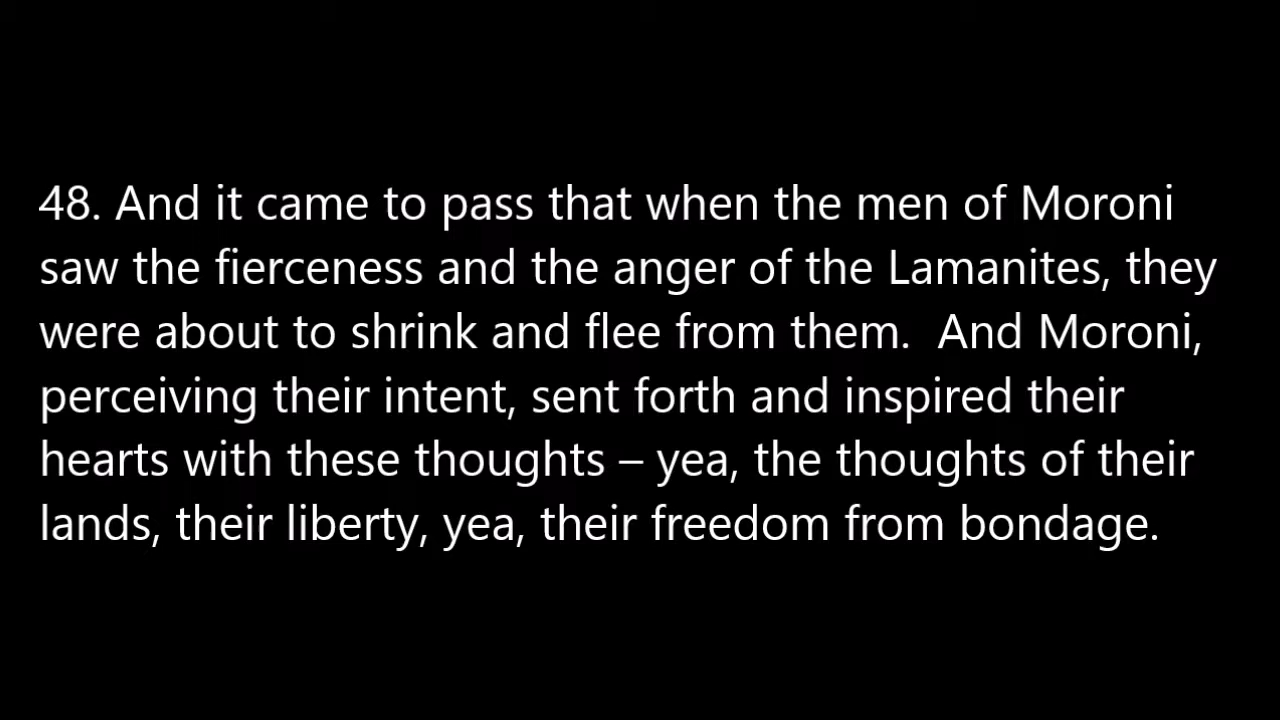 48. And it came to pass that when the men of Moroni
saw the fierceness and the anger of the Lamanites, they
were about to shrink and flee from them.  And Moroni,
perceiving their intent, sent forth and inspired their
hearts with these thoughts – yea, the thoughts of their
lands, their liberty, yea, their freedom from bondage.